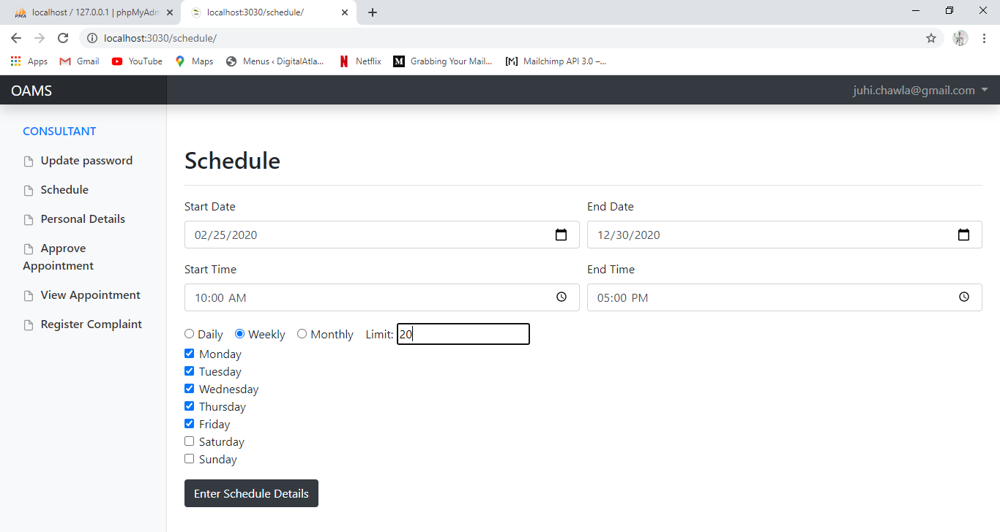 localhost / 127.0.0.1 | phpMyAdm
localhost:3030/schedule/
localhost:3030/schedule/
Apps Gmail YouTube Maps Menus ‹ DigitalAtla... Netflix Grabbing Your Mail... Mailchimp API 3.0 –...
OAMS juhi.chawla@gmail.com
CONSULTANT
Update password
Schedule
Personal Details
Approve
Appointment
View Appointment
Register Complaint
Schedule
Start Date End Date
02/25/2020 12/30/2020
Start Time End Time
10:00 AM 05:00 PM
Daily Weekly Monthly Limit: 20
Monday
Tuesday
Wednesday
Thursday
Friday
Saturday
Sunday
Enter Schedule Details